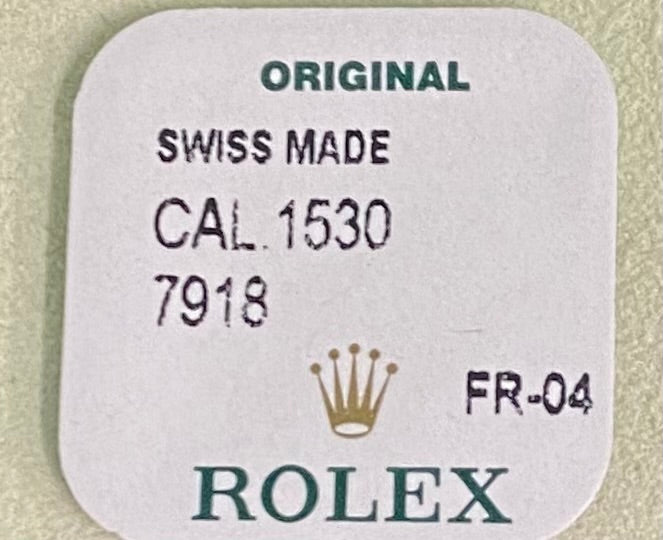 ORIGINAL
SWISS MADE
CAL. 1530
7918
FR-04
ROLEX